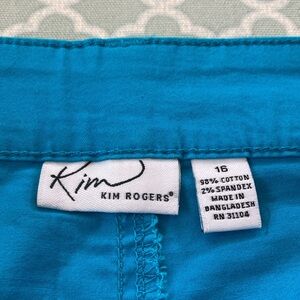 Kim
KIM ROGERS®
16
98% COTTON
2% SPANDEX
MADE IN
BANGLADESH
RN 31104